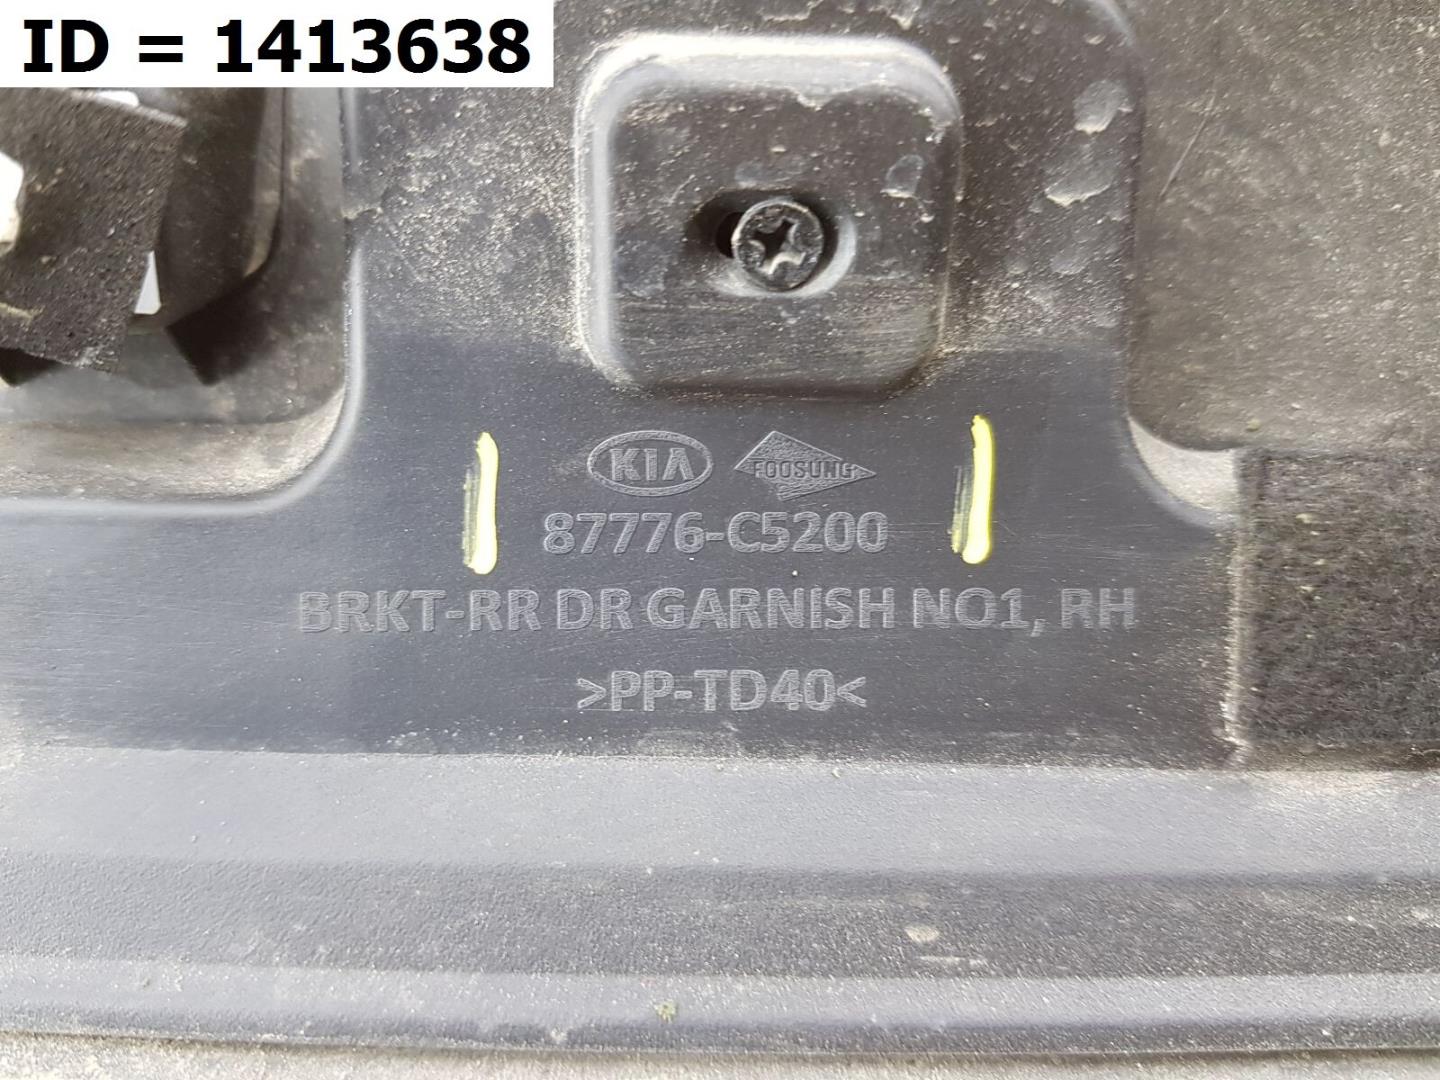 ID = 1413638
KIA FOOSUNG
87776-C5200
BRKT-RR DR GARNISH NO1, RH
>PP-TD40<